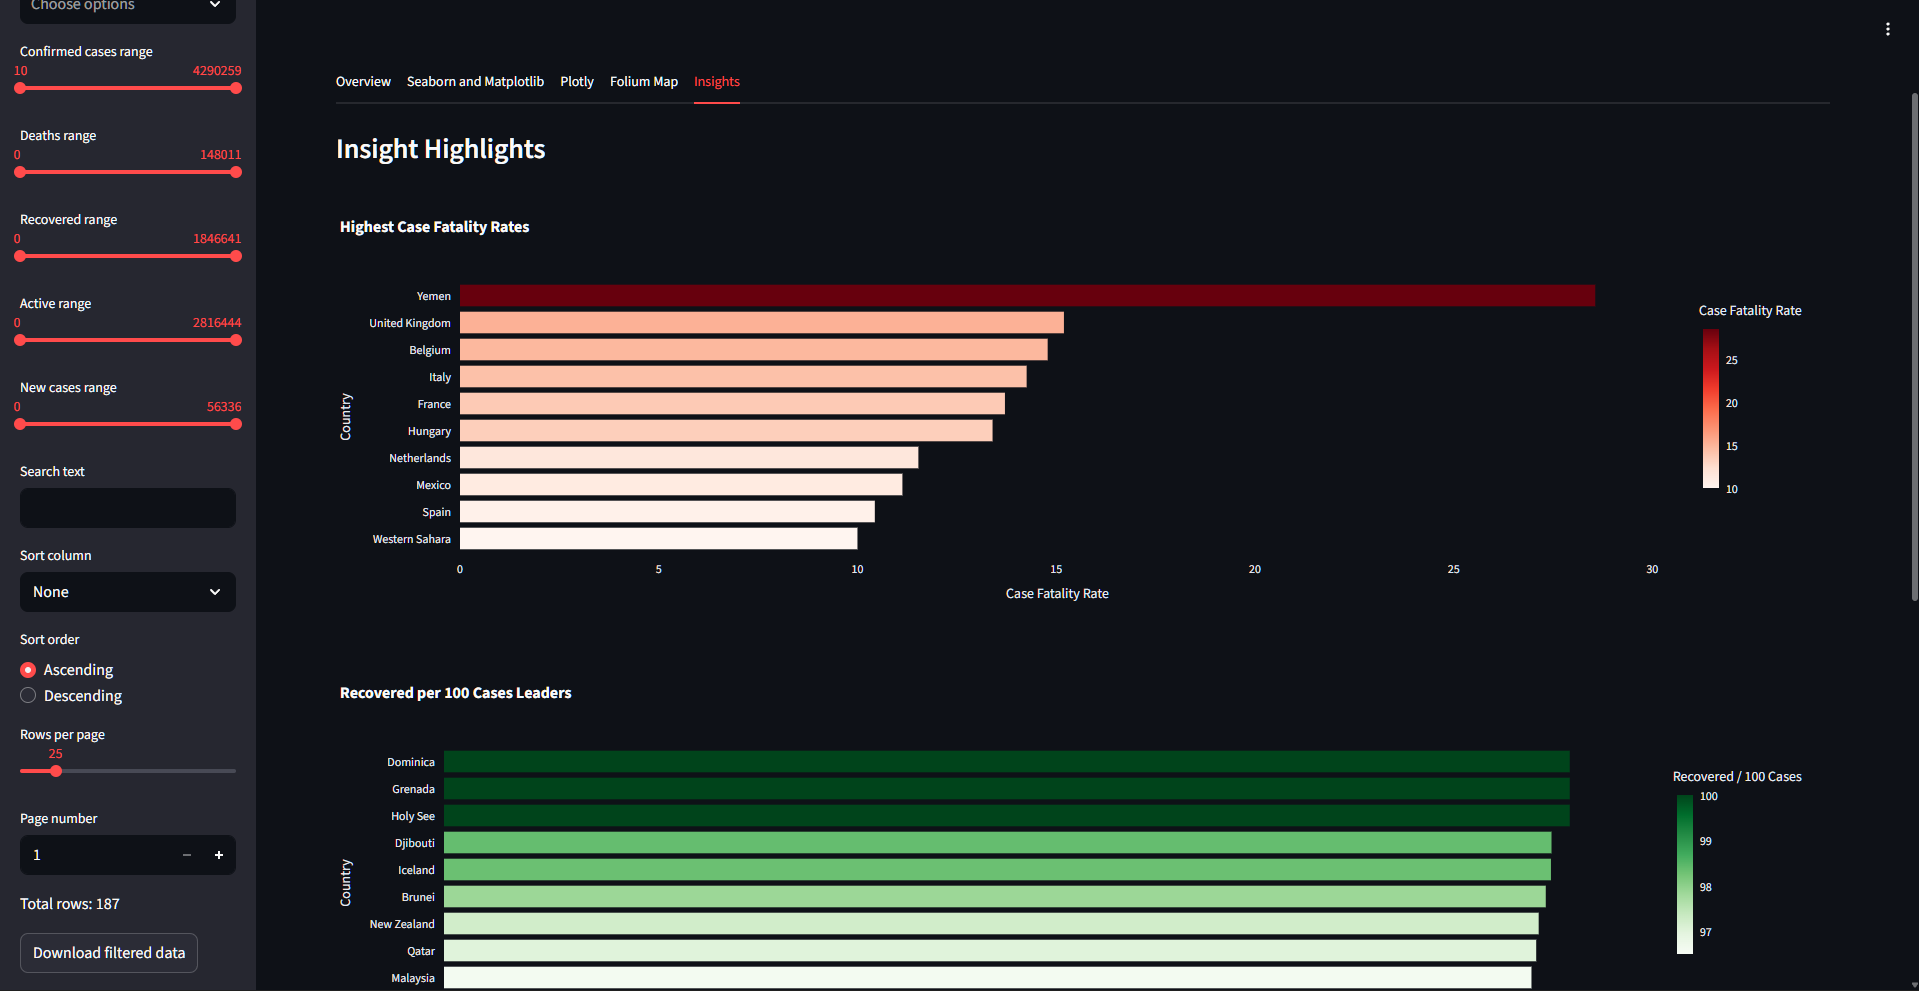 Choose options
Confirmed cases range
10 4290259
Deaths range
0 148011
Recovered range
0 1846641
Active range
0 2816444
New cases range
0 56336
Search text
Sort column
None
Sort order
Ascending
Descending
Rows per page
25
Page number
1
Total rows: 187
Download filtered data
Overview Seaborn and Matplotlib Plotly Folium Map Insights
Insight Highlights
Highest Case Fatality Rates
Country
Yemen
United Kingdom
Belgium
Italy
France
Hungary
Netherlands
Mexico
Spain
Western Sahara
0 5 10 15 20 25 30
Case Fatality Rate
Case Fatality Rate
25
20
15
10
Recovered per 100 Cases Leaders
Country
Dominica
Grenada
Holy See
Djibouti
Iceland
Brunei
New Zealand
Qatar
Malaysia
Recovered / 100 Cases
100
99
98
97